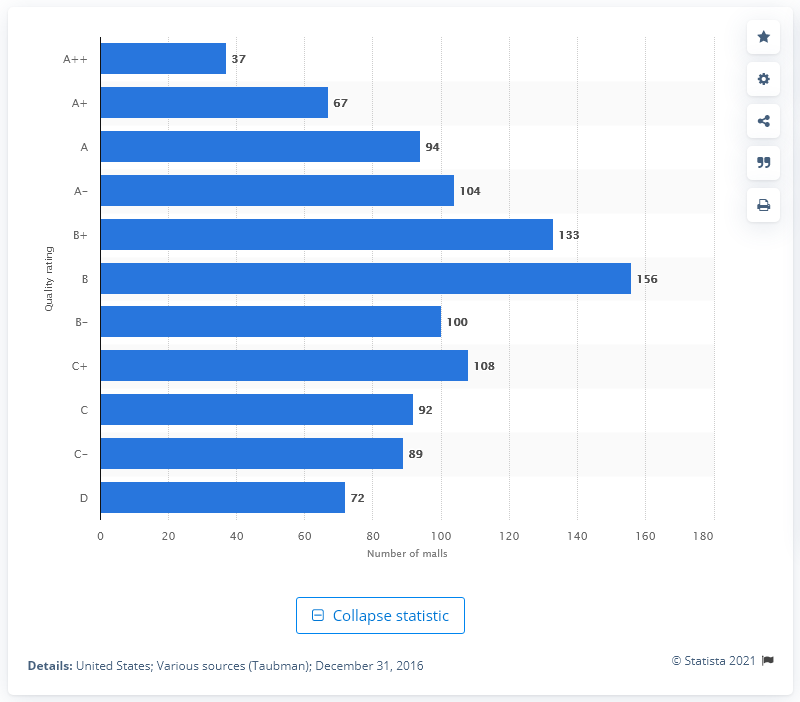 A++ 37
A+ 67
A 94
A− 104
B+ 133
Quality rating
B 156
B− 100
C+ 108
C 92
C− 89
D 72
0 20 40 60 80 100 120 140 160 180
Number of malls
Collapse statistic
Details: United States; Various sources (Taubman); December 31, 2016
© Statista 2021